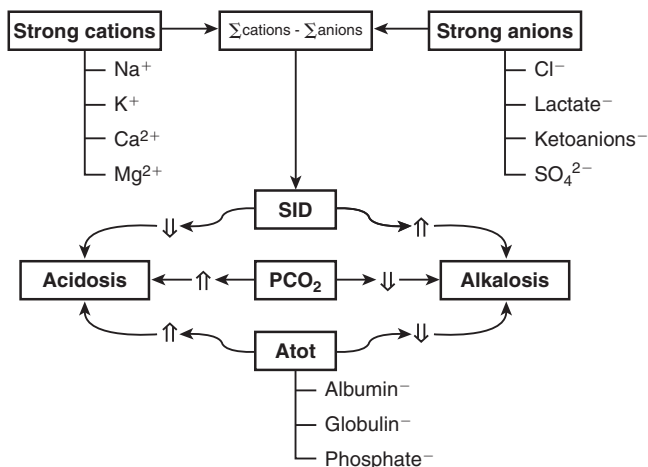 Strong cations
∑cations - ∑anions
Strong anions
Na⁺
K⁺
Ca²⁺
Mg²⁺
Cl⁻
Lactate⁻
Ketoanions⁻
SO₄²⁻
SID
⇓
⇑
Acidosis
⇑
PCO₂
⇓
Alkalosis
⇑
Atot
⇓
Albumin⁻
Globulin⁻
Phosphate⁻